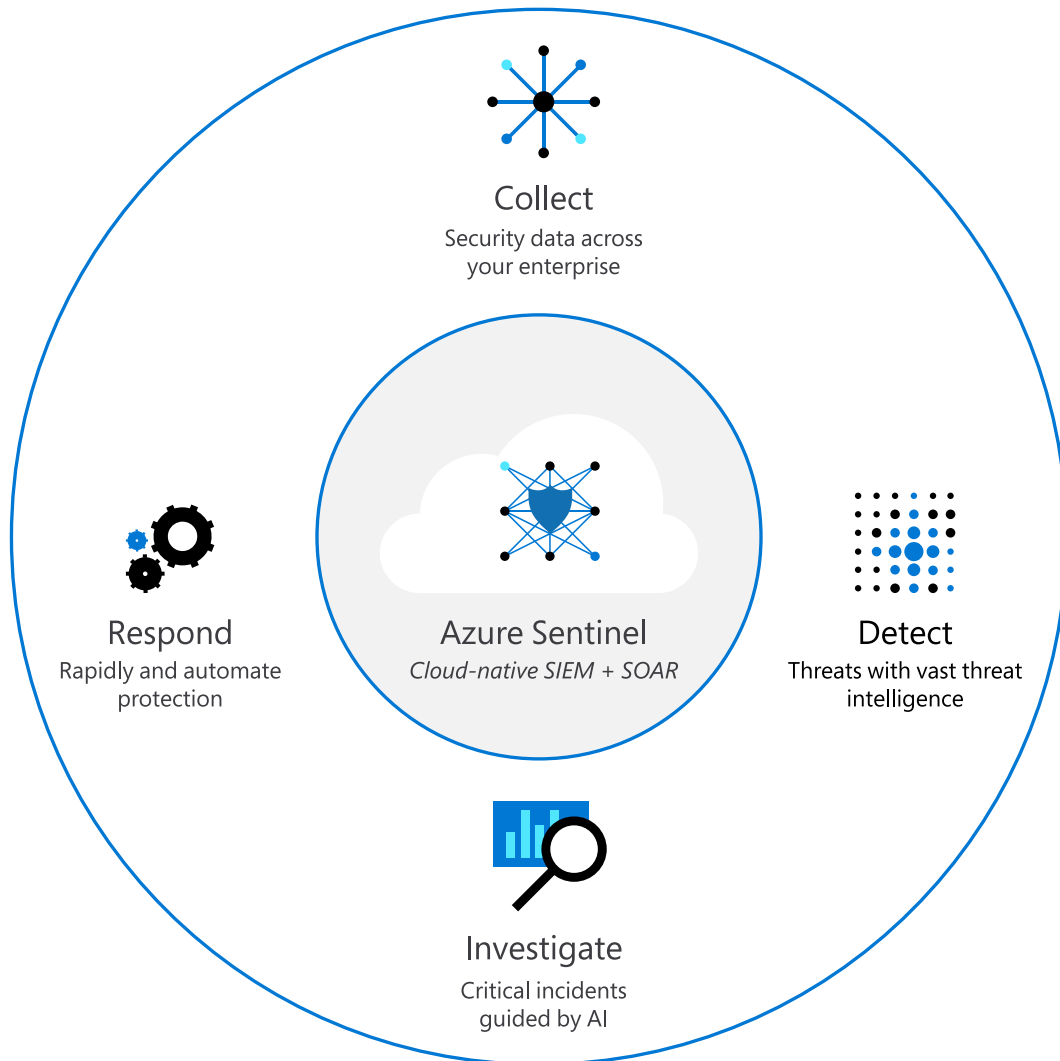 Collect
Security data across
your enterprise
Respond
Rapidly and automate
protection
Azure Sentinel
Cloud-native SIEM + SOAR
Detect
Threats with vast threat
intelligence
Investigate
Critical incidents
guided by AI